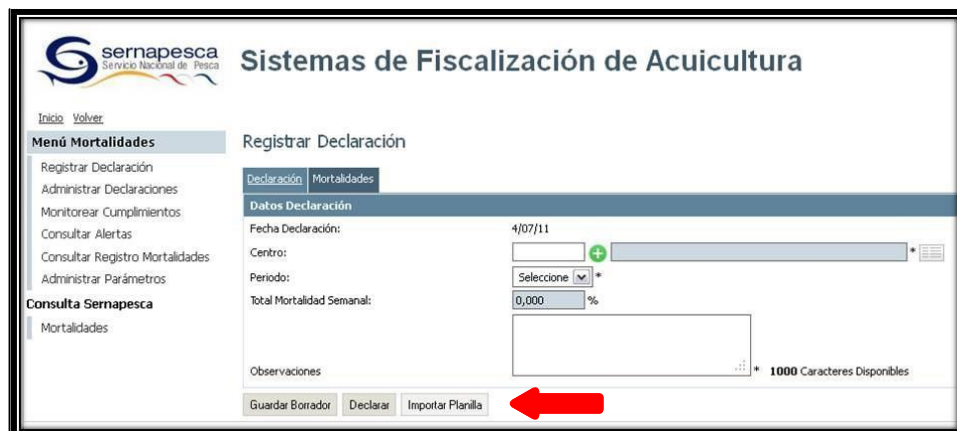 sernapesca
Servicio Nacional de Pesca
Sistemas de Fiscalización de Acuicultura
Inicio Volver
Menú Mortalidades
Registrar Declaración
Administrar Declaraciones
Monitorear Cumplimientos
Consultar Alertas
Consultar Registro Mortalidades
Administrar Parámetros
Consulta Sernapesca
Mortalidades
Registrar Declaración
Declaración Mortalidades
Datos Declaración
Fecha Declaración: 4/07/11
Centro: *
Periodo: Seleccione *
Total Mortalidad Semanal: 0,000 %
Observaciones * 1000 Caracteres Disponibles
Guardar Borrador Declarar Importar Planilla